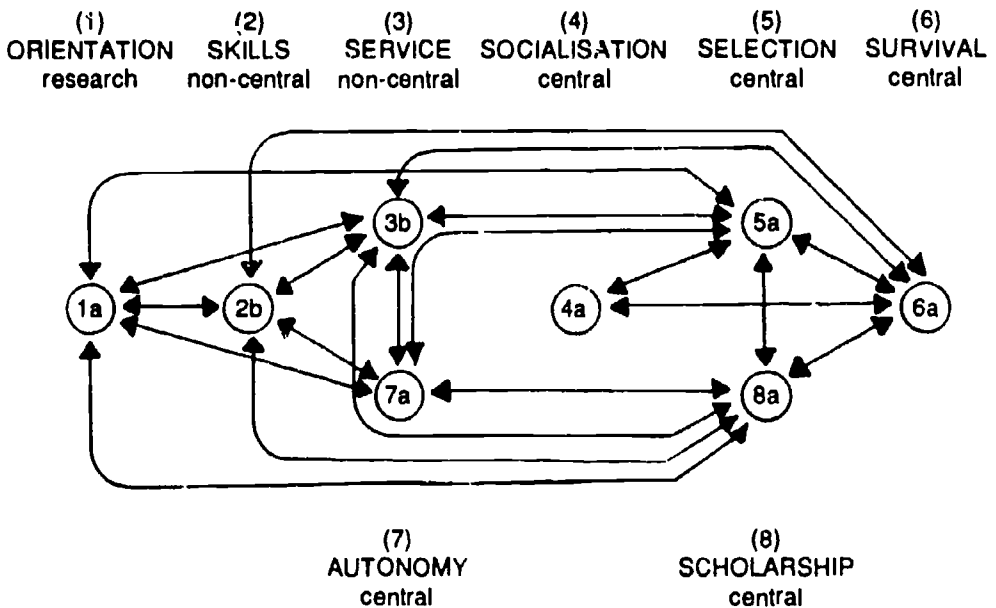 (1) (2) (3) (4) (5) (6)
ORIENTATION SKILLS SERVICE SOCIALISATION SELECTION SURVIVAL
research non-central non-central central central central
3b 5a
1a 2b 4a 6a
7a 8a
(7) (8)
AUTONOMY SCHOLARSHIP
central central